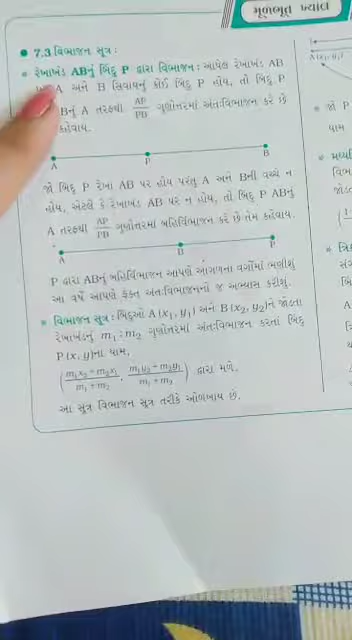 મૂળભૂત ખ્યાલ
● 7.3 વિભાજન સૂત્ર :
● રેખાખંડ ABનું બિંદુ P દ્વારા વિભાજન : આપેલ રેખાખંડ AB
A અને B સિવાયનું કોઈ બિંદુ P હોય, તો બિંદુ P
Bનું A તરફથી AP/PB ગુણોત્તરમાં અંતઃવિભાજન કરે છે
કહેવાય.
A P B
જો બિંદુ P રેખા AB પર હોય પરંતુ A અને Bની વચ્ચે ન
હોય, એટલે કે રેખાખંડ AB પર ન હોય, તો બિંદુ P ABનું
A તરફથી AP/PB ગુણોત્તરમાં બહિર્વિભાજન કરે છે તેમ કહેવાય.
A B P
P દ્વારા ABનું બહિર્વિભાજન આપણે આગળના વર્ગોમાં ભણીશું
આ વર્ષે આપણે ફક્ત અંતઃવિભાજનનો જ અભ્યાસ કરીશું.
● વિભાજન સૂત્ર : બિંદુઓ A (x₁, y₁) અને B (x₂, y₂)ને જોડતા
રેખાખંડનું m₁ : m₂ ગુણોત્તરમાં અંતઃવિભાજન કરતા બિંદુ
P (x, y)ના યામ,
((m₁x₂ + m₂x₁)/(m₁ + m₂), (m₁y₂ + m₂y₁)/(m₁ + m₂)) દ્વારા મળે.
આ સૂત્ર વિભાજન સૂત્ર તરીકે ઓળખાય છે.
A(x₁, y₁)
● જો P
યામ